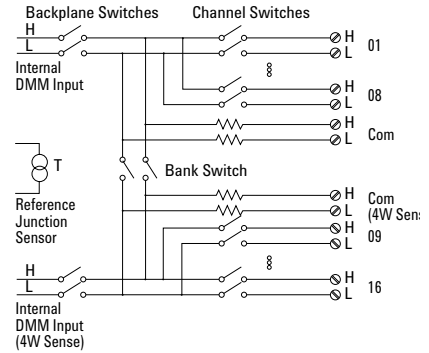 Backplane Switches Channel Switches
H
L
Internal
DMM Input
H
L
01
H
L
08
H
L
Com
T
Bank Switch
Reference
Junction
Sensor
H
L
Com
(4W Sens
H
L
09
H
L
Internal
DMM Input
(4W Sense)
H
L
16